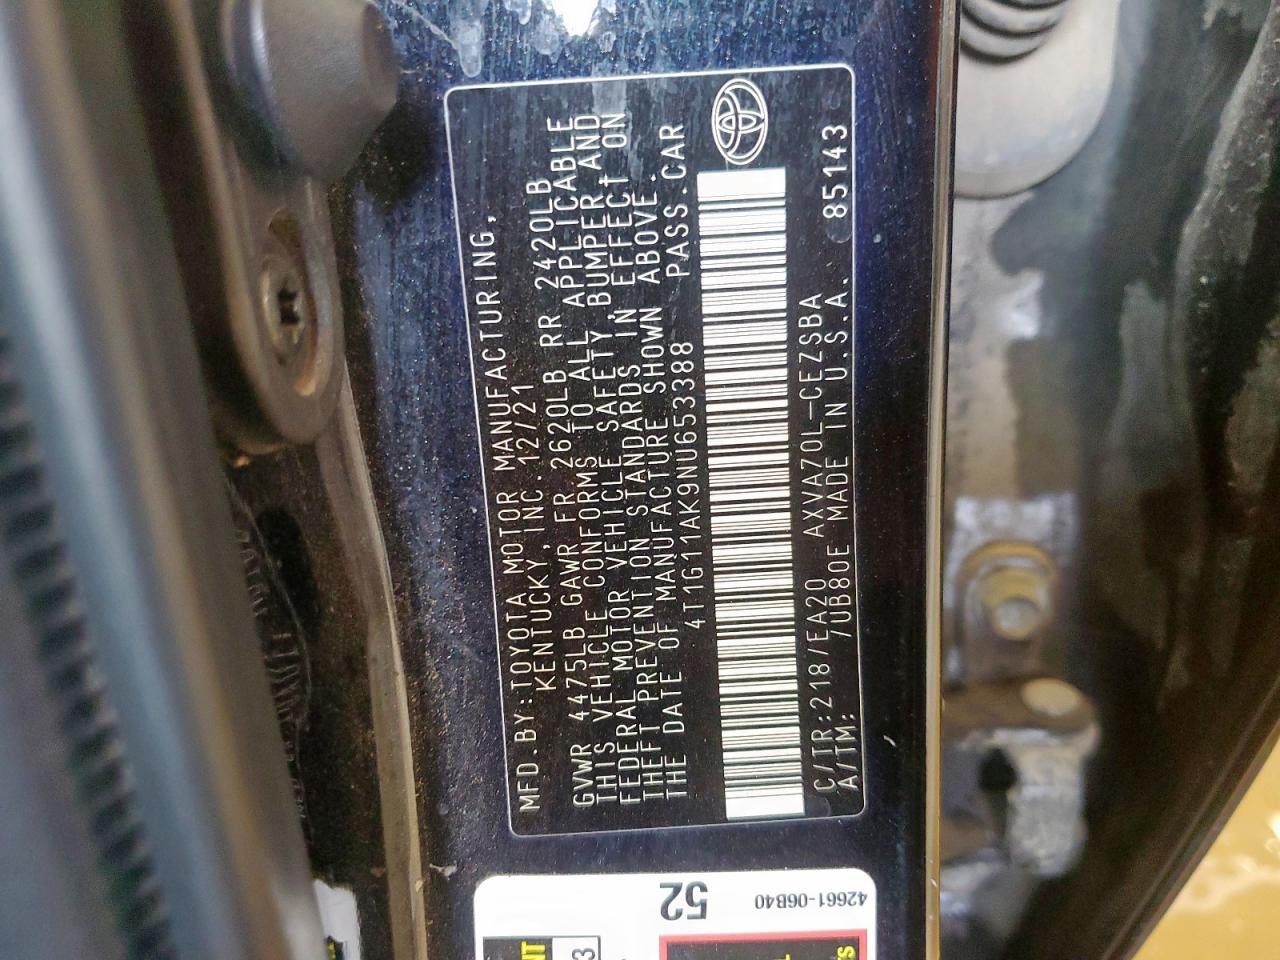 MFD.BY:TOYOTA MOTOR MANUFACTURING,
KENTUCKY, INC. 12/21
GVWR 4475LB GAWR FR 2620LB RR 2420LB
THIS VEHICLE CONFORMS TO ALL APPLICABLE
FEDERAL MOTOR VEHICLE SAFETY, BUMPER, AND
THEFT PREVENTION STANDARDS IN EFFECT ON
THE DATE OF MANUFACTURE SHOWN ABOVE.
4T1G11AK9NU653388 PASS.CAR
C/TR:218/EA20 AXVA70L-CEZSBA
A/TM: /UB80E MADE IN U.S.A. 85143
52
42661-06B40